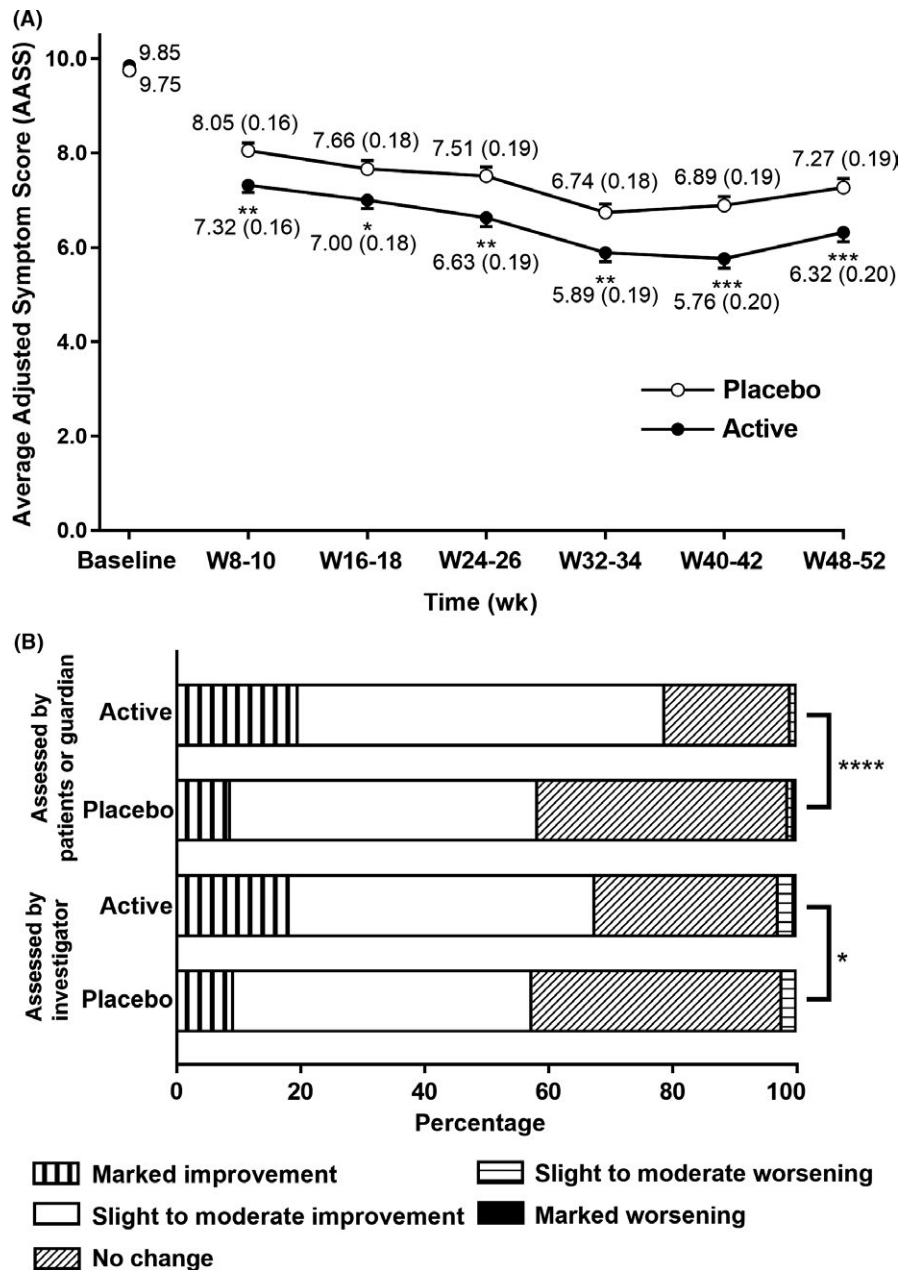 (A)
Average Adjusted Symptom Score (AASS)
10.0
8.0
6.0
4.0
2.0
0.0
9.85
9.75
8.05 (0.16)
7.66 (0.18)
7.51 (0.19)
6.74 (0.18)
6.89 (0.19)
7.27 (0.19)
**
7.32 (0.16)
*
7.00 (0.18)
**
6.63 (0.19)
**
5.89 (0.19)
***
5.76 (0.20)
***
6.32 (0.20)
Placebo
Active
Baseline W8-10 W16-18 W24-26 W32-34 W40-42 W48-52
Time (wk)
(B)
Assessed by
patients or guardian
Active
Placebo
****
Assessed by
investigator
Active
Placebo
*
0 20 40 60 80 100
Percentage
Marked improvement
Slight to moderate worsening
Slight to moderate improvement
Marked worsening
No change